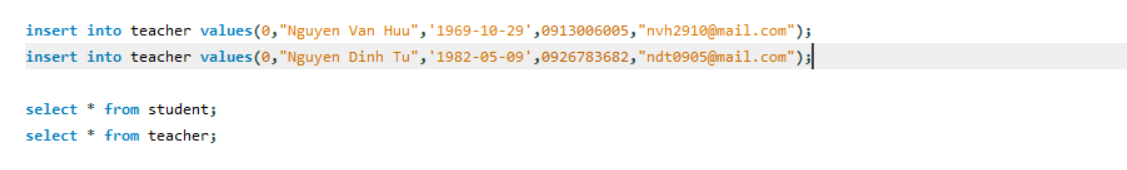 insert into teacher values(0,"Nguyen Van Huu",'1969-10-29',0913006005,"nvh2910@mail.com");
insert into teacher values(0,"Nguyen Dinh Tu",'1982-05-09',0926783682,"ndt0905@mail.com");
select * from student;
select * from teacher;